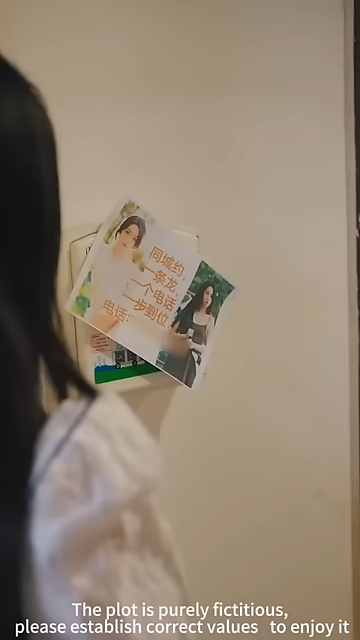 同城约,
一条龙,
一个电话
一步到位
电话:
The plot is purely fictitious,
please establish correct values to enjoy it